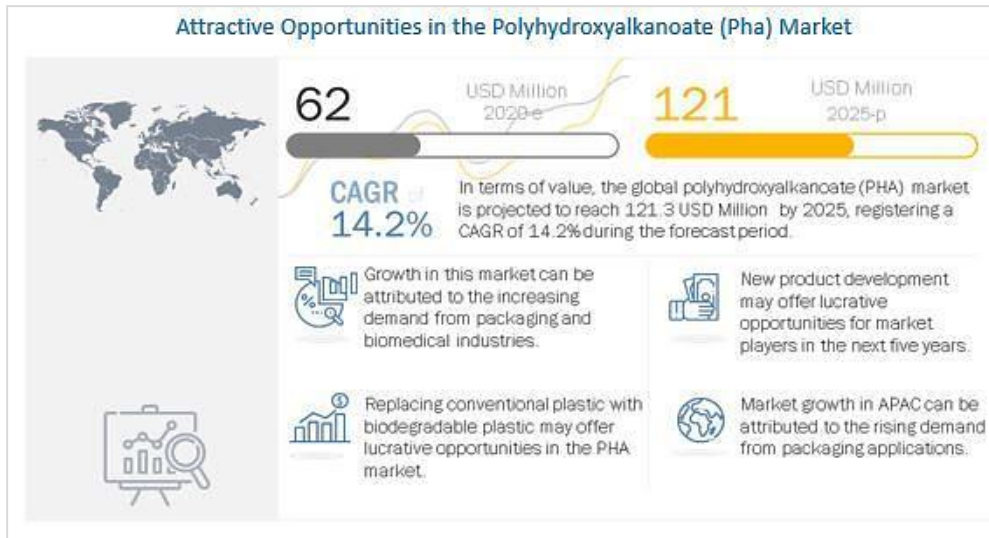 Attractive Opportunities in the Polyhydroxyalkanoate (Pha) Market
62
USD Million
2020-e
121
USD Million
2025-p
CAGR of
14.2%
In terms of value, the global polyhydroxyalkanoate (PHA) market
is projected to reach 121.3 USD Million by 2025, registering a
CAGR of 14.2% during the forecast period.
Growth in this market can be
attributed to the increasing
demand from packaging and
biomedical industries.
New product development
may offer lucrative
opportunities for market
players in the next five years.
Replacing conventional plastic with
biodegradable plastic may offer
lucrative opportunities in the PHA
market.
Market growth in APAC can be
attributed to the rising demand
from packaging applications.